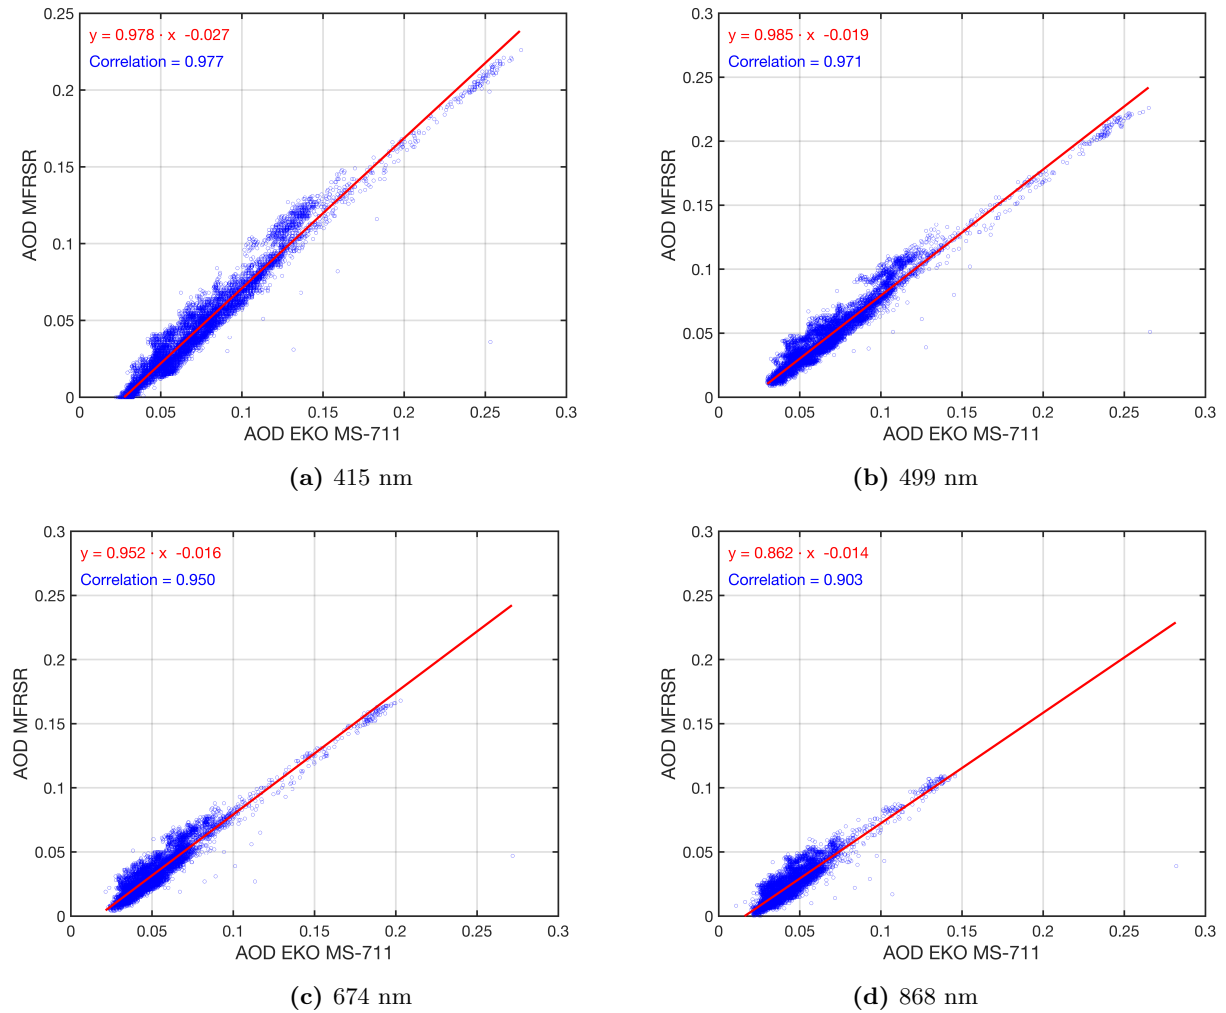 y = 0.978 · x -0.027
Correlation = 0.977
0.25
0.2
0.15
0.1
0.05
0
0
0.05
0.1
0.15
0.2
0.25
0.3
AOD MFRSR
AOD EKO MS-711
(a) 415 nm
y = 0.985 · x -0.019
Correlation = 0.971
0.3
0.25
0.2
0.15
0.1
0.05
0
0
0.05
0.1
0.15
0.2
0.25
0.3
AOD MFRSR
AOD EKO MS-711
(b) 499 nm
y = 0.952 · x -0.016
Correlation = 0.950
0.3
0.25
0.2
0.15
0.1
0.05
0
0
0.05
0.1
0.15
0.2
0.25
0.3
AOD MFRSR
AOD EKO MS-711
(c) 674 nm
y = 0.862 · x -0.014
Correlation = 0.903
0.3
0.25
0.2
0.15
0.1
0.05
0
0
0.05
0.1
0.15
0.2
0.25
0.3
AOD MFRSR
AOD EKO MS-711
(d) 868 nm